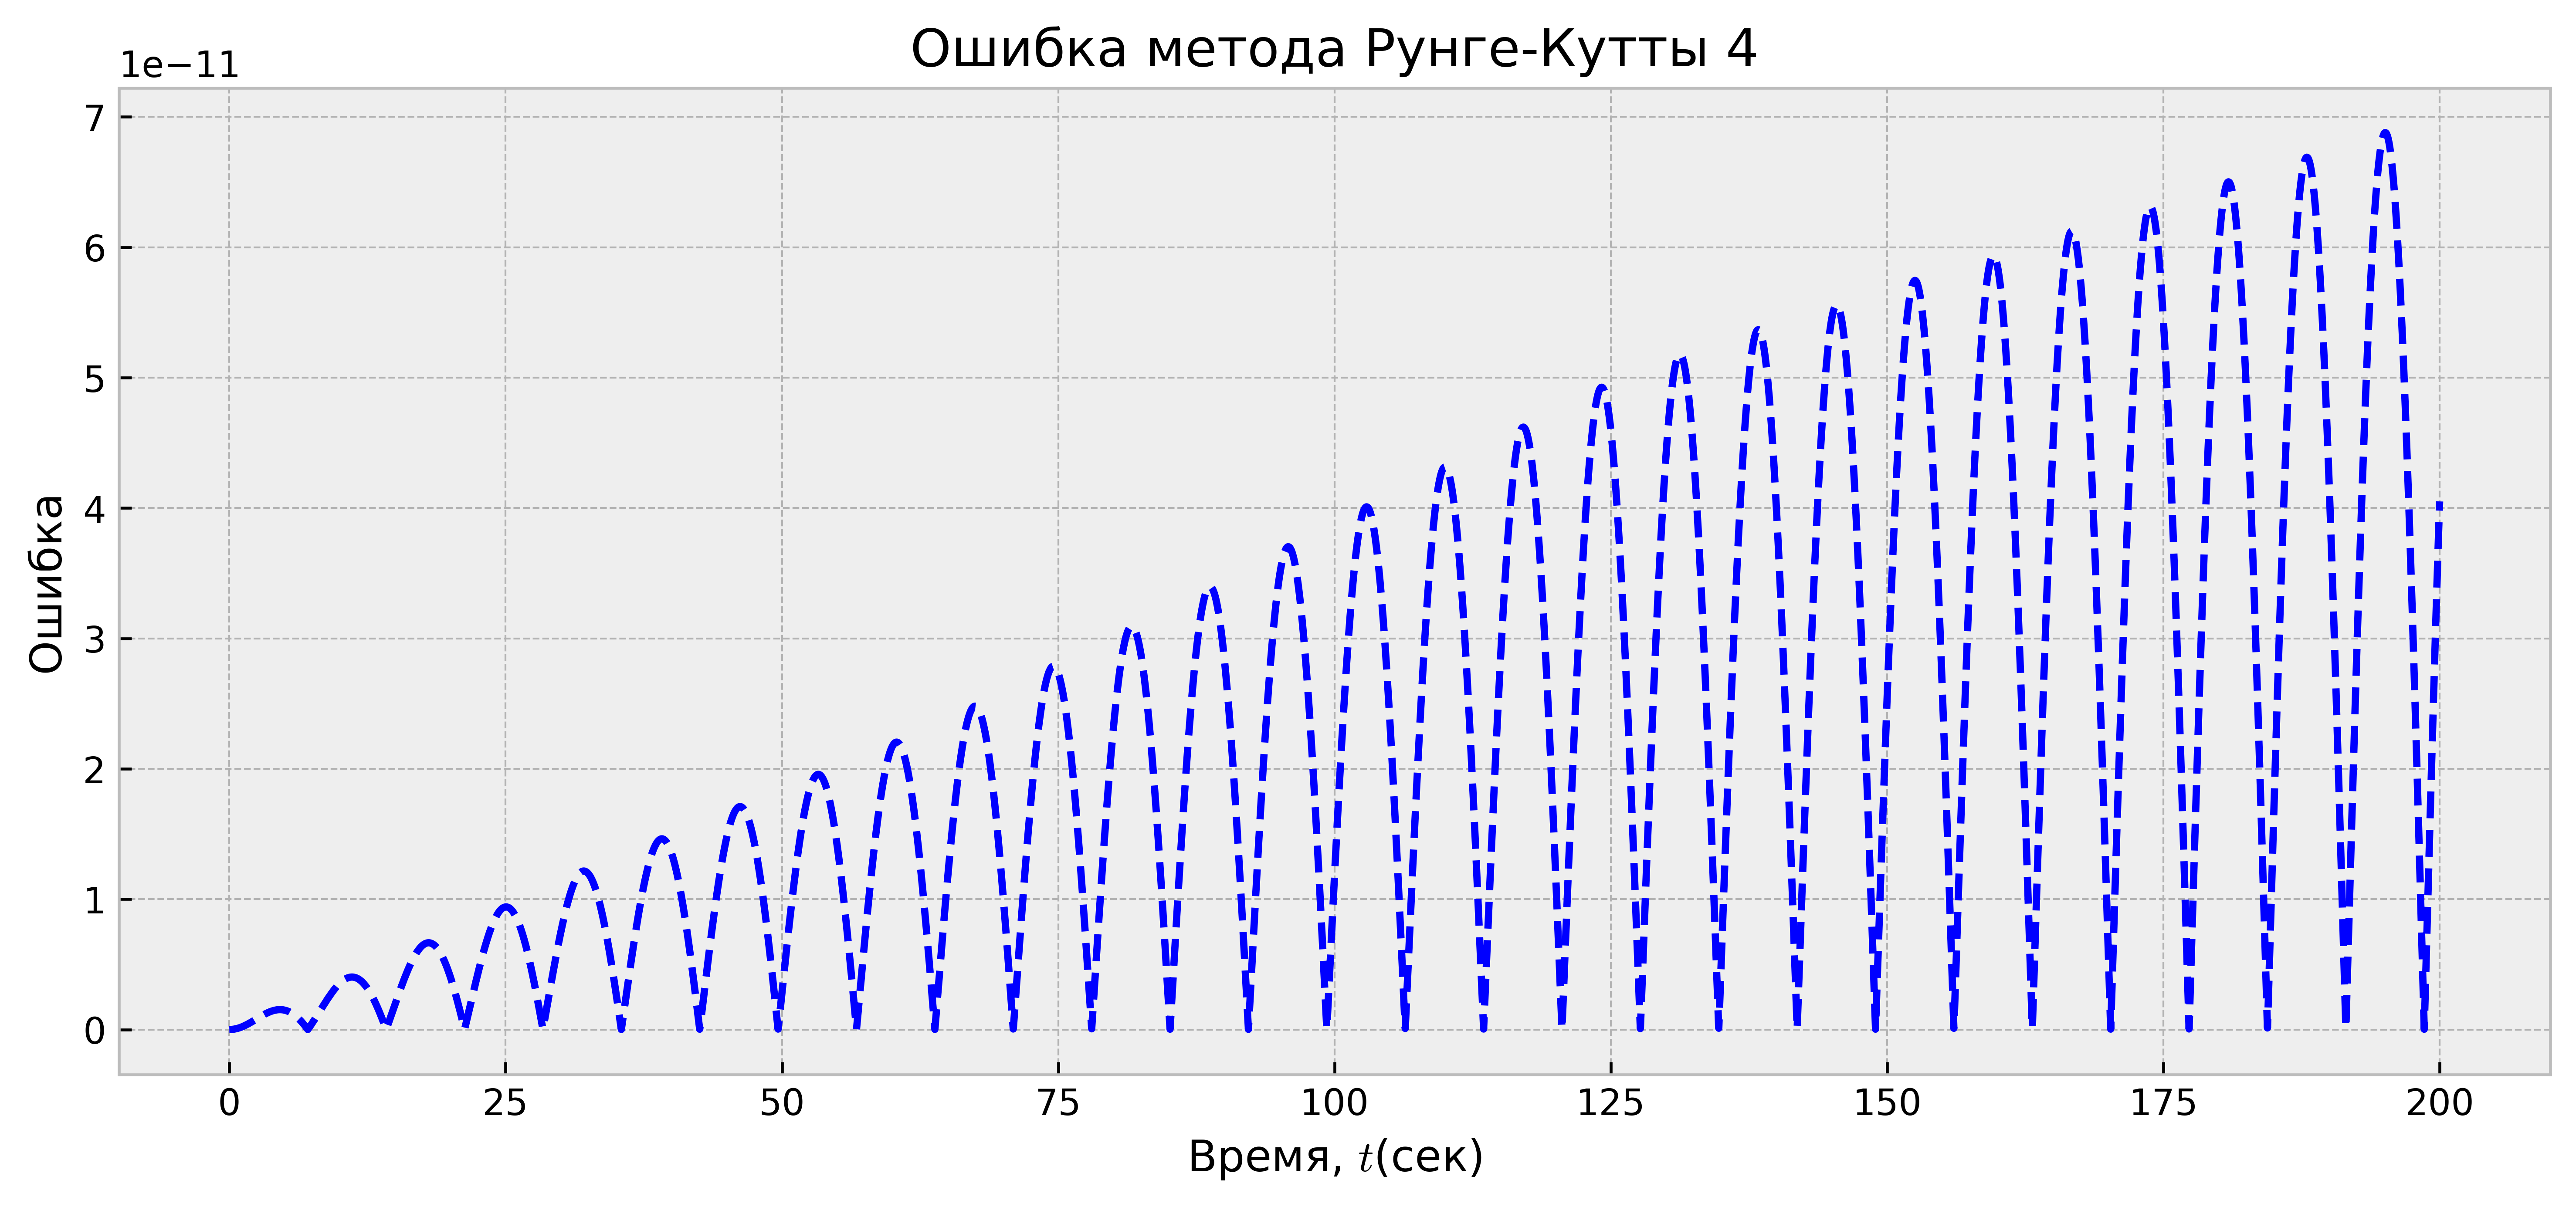 Ошибка метода Рунге-Кутты 4
1e−11
7
6
5
4
3
2
1
0
Ошибка
0 25 50 75 100 125 150 175 200
Время, t(сек)